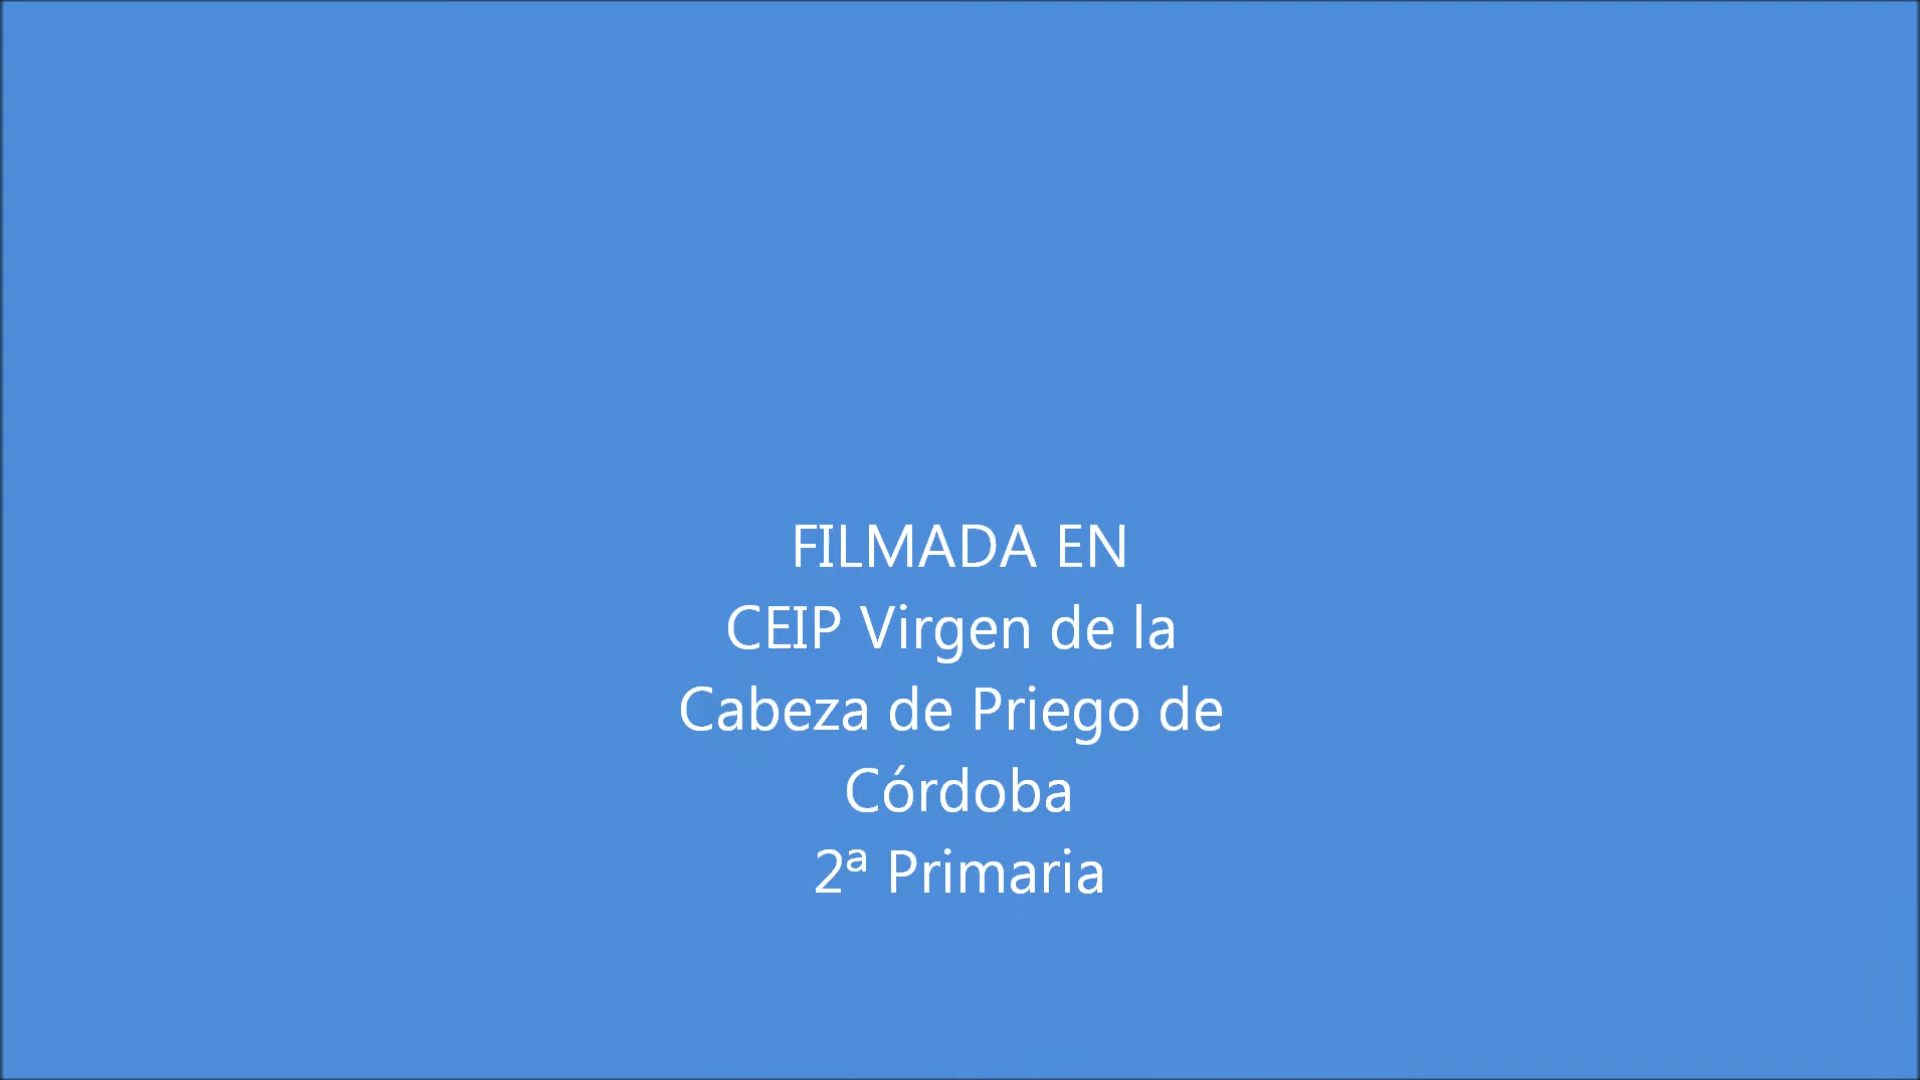 FILMADA EN
CEIP Virgen de la
Cabeza de Priego de
Córdoba
2ª Primaria